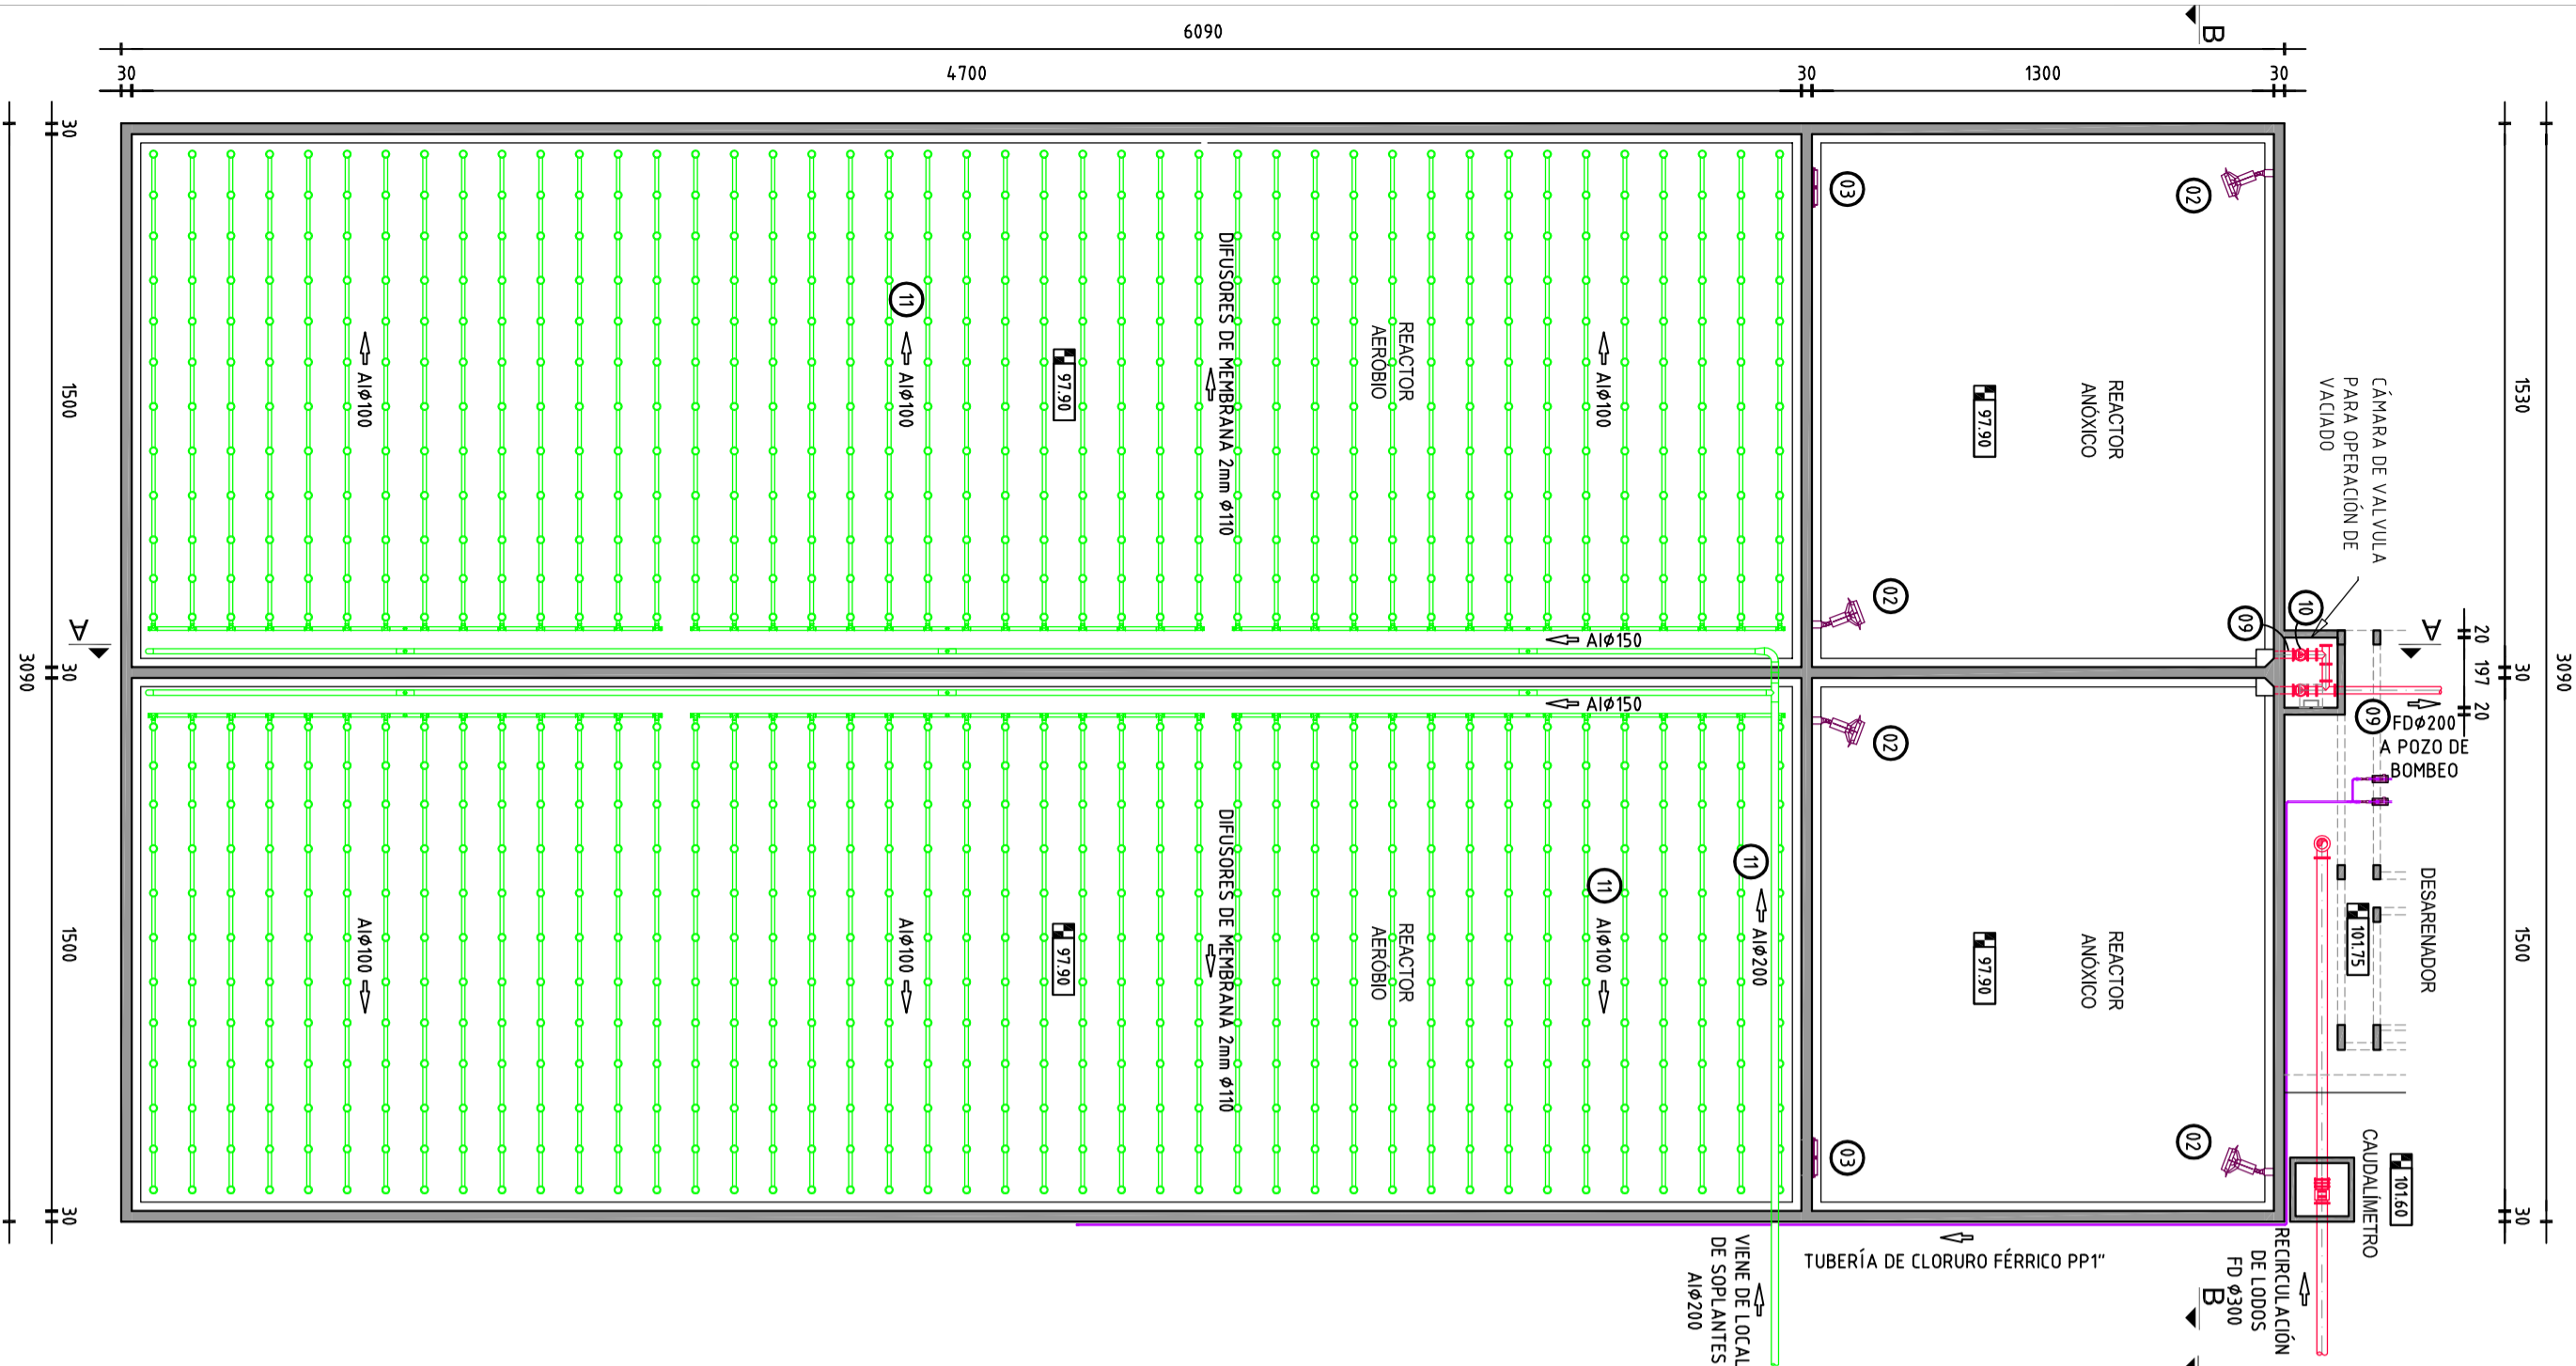 6090
B
30
4700
30
1300
30
30
1500
30
3090
1500
30
A
1530
30
1500
30
3090
20
197
20
A
03
02
11
AIØ100
AIØ100
97.90
DIFUSORES DE MEMBRANA 2mm Ø110
REACTOR
AERÓBIO
AIØ100
97.90
REACTOR
ANÓXICO
CÁMARA DE VALVULA
PARA OPERACIÓN DE
VACIADO
02
09
10
AIØ150
AIØ150
02
09
FDØ200
A POZO DE
BOMBEO
11
11
AIØ200
AIØ100
AIØ100
AIØ100
97.90
DIFUSORES DE MEMBRANA 2mm Ø110
REACTOR
AERÓBIO
97.90
REACTOR
ANÓXICO
DESARENADOR
101.75
03
02
CAUDALÍMETRO
101.60
TUBERÍA DE CLORURO FÉRRICO PP1"
VIENE DE LOCAL
DE SOPLANTES
AIØ200
RECIRCULACIÓN
DE LODOS
FD Ø300
B